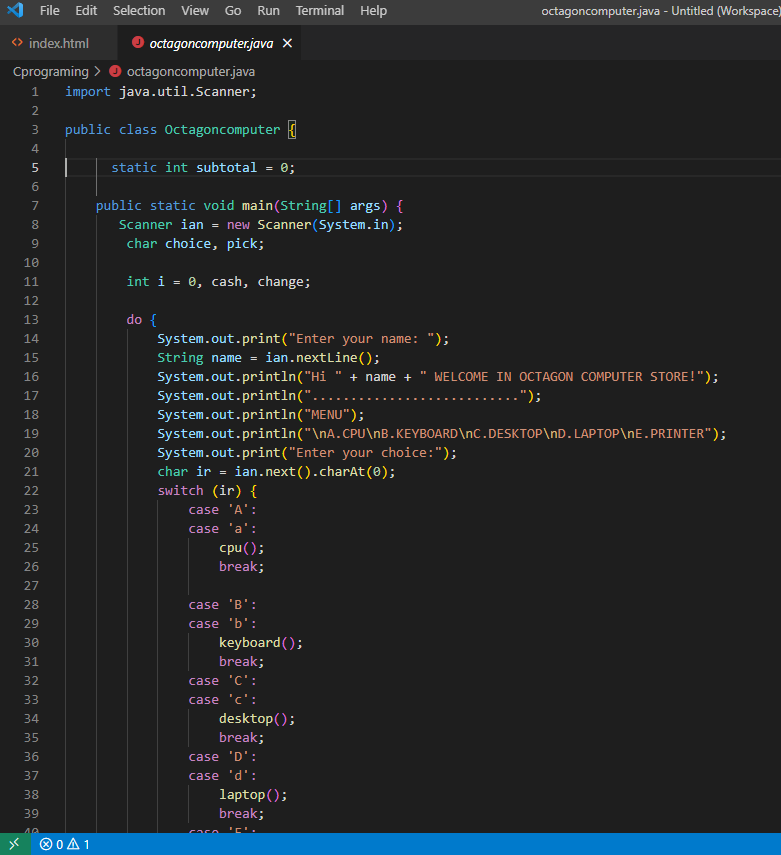 File Edit Selection View Go Run Terminal Help octagoncomputer.java - Untitled (Workspace)
<> index.html J octagoncomputer.java ×
Cprograming > J octagoncomputer.java
1 import java.util.Scanner;
2
3 public class Octagoncomputer {
4
5 static int subtotal = 0;
6
7 public static void main(String[] args) {
8 Scanner ian = new Scanner(System.in);
9 char choice, pick;
10
11 int i = 0, cash, change;
12
13 do {
14 System.out.print("Enter your name: ");
15 String name = ian.nextLine();
16 System.out.println("Hi " + name + " WELCOME IN OCTAGON COMPUTER STORE!");
17 System.out.println("...........................");
18 System.out.println("MENU");
19 System.out.println("\nA.CPU\nB.KEYBOARD\nC.DESKTOP\nD.LAPTOP\nE.PRINTER");
20 System.out.print("Enter your choice:");
21 char ir = ian.next().charAt(0);
22 switch (ir) {
23 case 'A':
24 case 'a':
25 cpu();
26 break;
27
28 case 'B':
29 case 'b':
30 keyboard();
31 break;
32 case 'C':
33 case 'c':
34 desktop();
35 break;
36 case 'D':
37 case 'd':
38 laptop();
39 break;
40 case 'E':
0 1